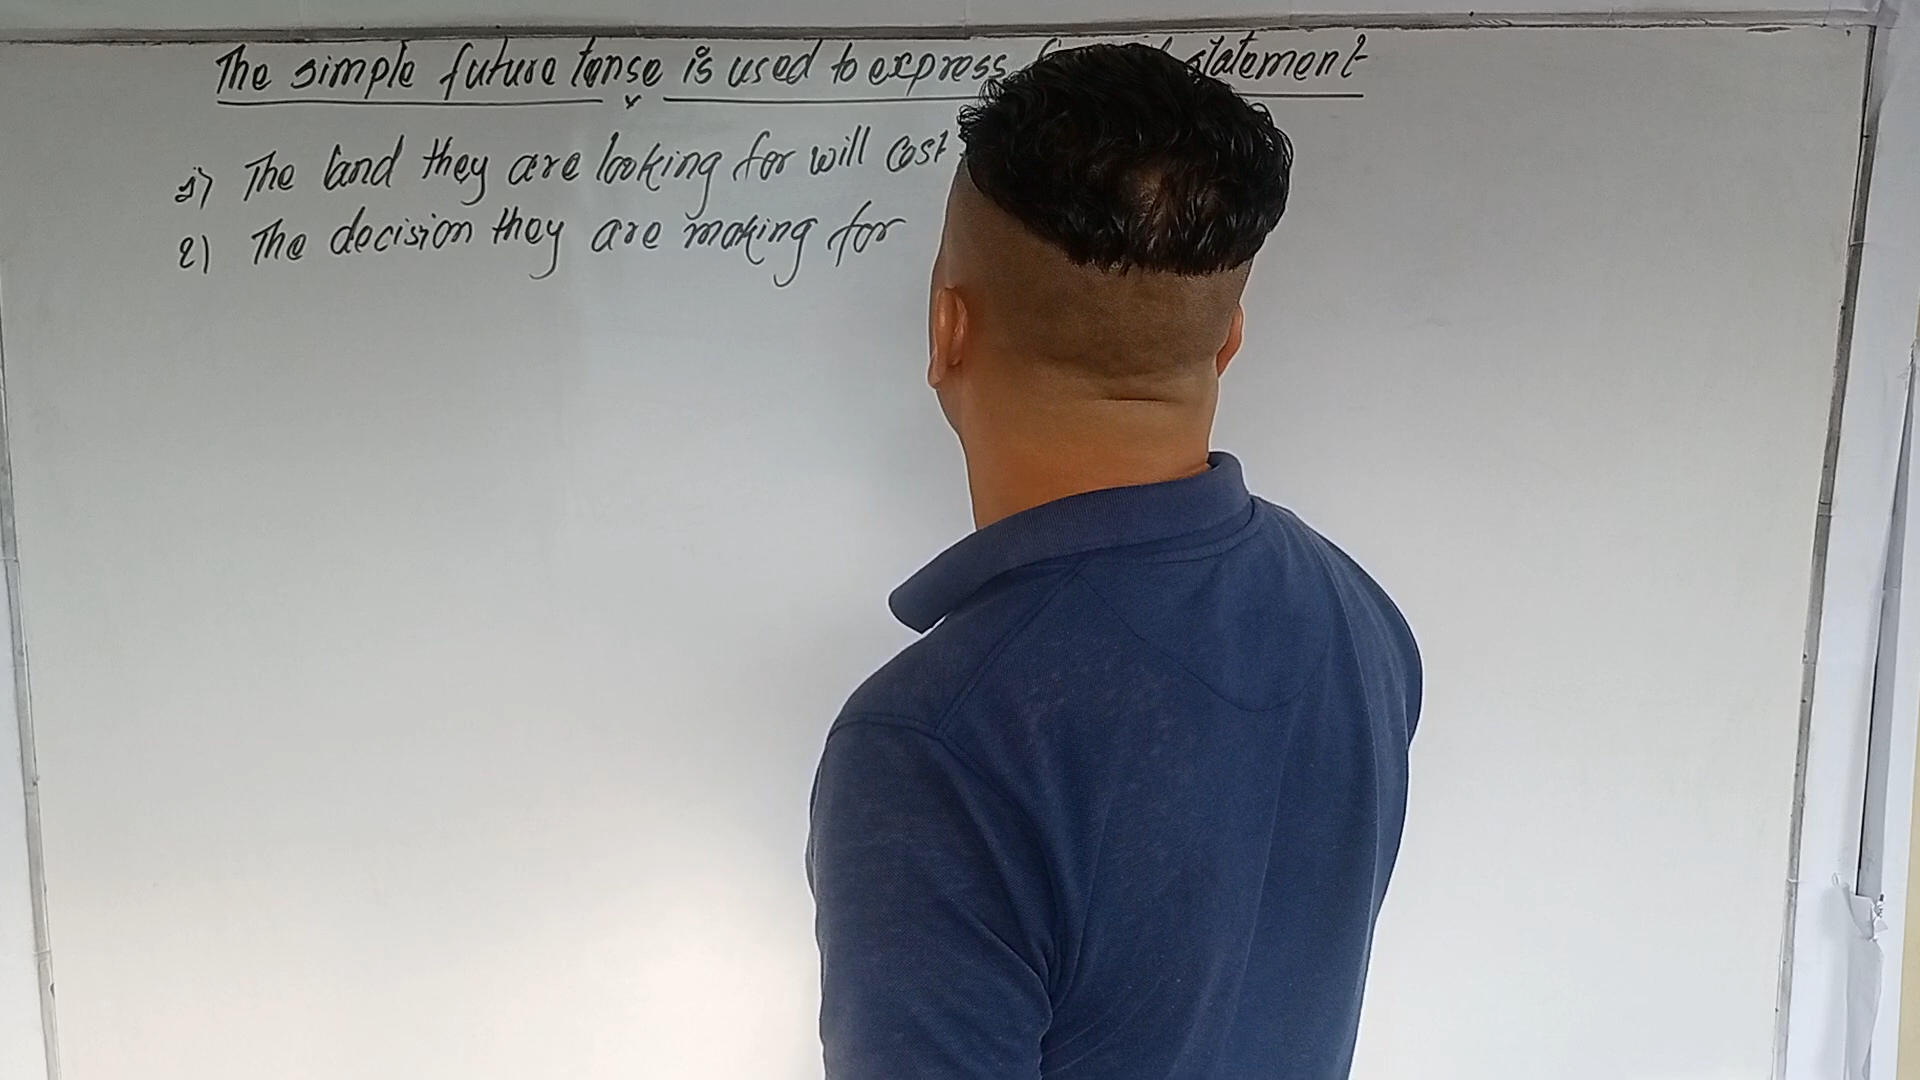 The simple future tense is used to express statement
1) The land they are looking for will cost
2) The decision they are making for